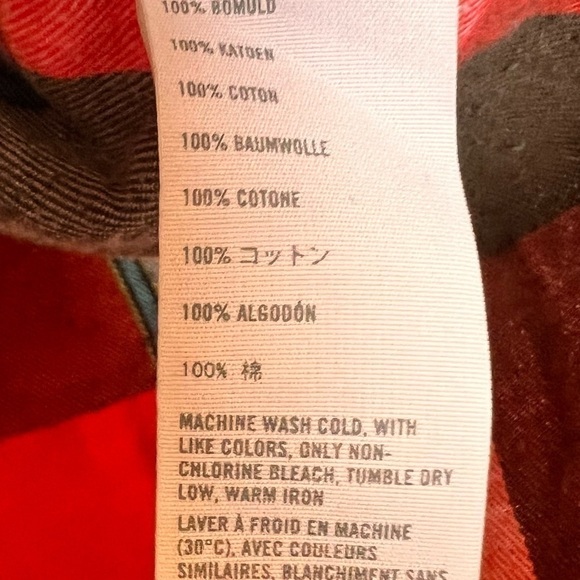 100% BOMULD
100% KATOEN
100% COTON
100% BAUMWOLLE
100% COTONE
100% コットン
100% ALGODÓN
100% 棉
MACHINE WASH COLD, WITH
LIKE COLORS, ONLY NON-
CHLORINE BLEACH, TUMBLE DRY
LOW, WARM IRON
LAVER À FROID EN MACHINE
(30°C), AVEC COULEURS
SIMILAIRES, BLANCHIMENT SANS